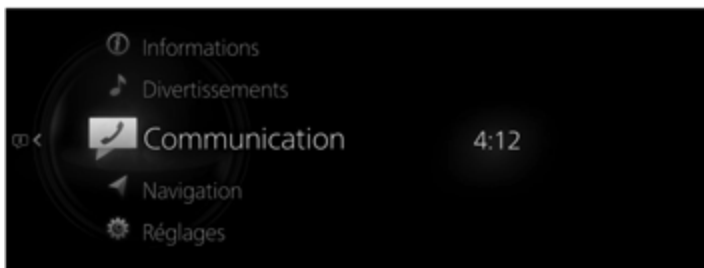 Informations
Divertissements
Communication
4:12
Navigation
Réglages